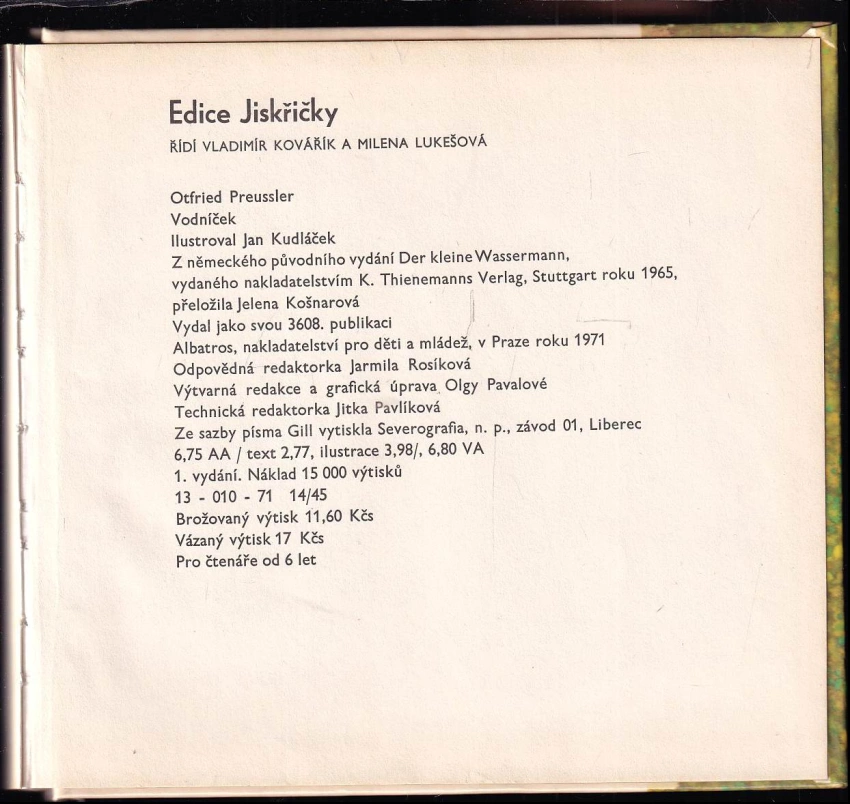 Edice Jiskřičky
ŘÍDÍ VLADIMÍR KOVÁŘÍK A MILENA LUKEŠOVÁ
Otfried Preussler
Vodníček
Ilustroval Jan Kudláček
Z německého původního vydání Der kleine Wassermann,
vydaného nakladatelstvím K. Thienemanns Verlag, Stuttgart roku 1965,
přeložila Jelena Košnarová
Vydal jako svou 3608. publikaci
Albatros, nakladatelství pro děti a mládež, v Praze roku 1971
Odpovědná redaktorka Jarmila Rosíková
Výtvarná redakce a grafická úprava Olgy Pavalové
Technická redaktorka Jitka Pavlíková
Ze sazby písma Gill vytiskla Severografia, n. p., závod 01, Liberec
6,75 AA / text 2,77, ilustrace 3,98/, 6,80 VA
1. vydání. Náklad 15 000 výtisků
13 - 010 - 71 14/45
Brožovaný výtisk 11,60 Kčs
Vázaný výtisk 17 Kčs
Pro čtenáře od 6 let